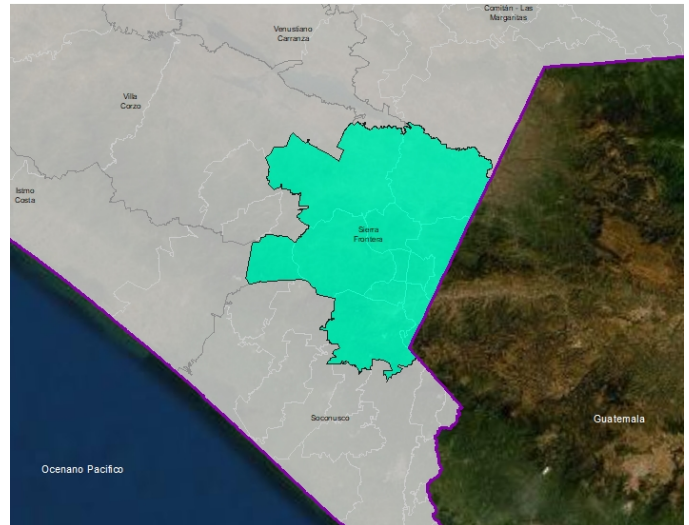 Comitán - Las
Margaritas
Venustiano
Carranza
Villa
Corzo
Istmo
Costa
Sierra
Frontera
Soconusco
Guatemala
Ocenano Pacifico